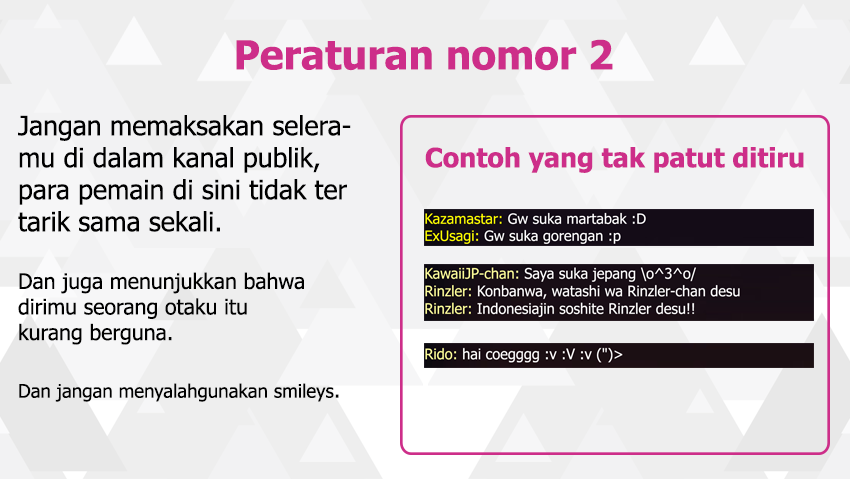 Peraturan nomor 2
Jangan memaksakan selera-
mu di dalam kanal publik,
para pemain di sini tidak ter
tarik sama sekali.
Dan juga menunjukkan bahwa
dirimu seorang otaku itu
kurang berguna.
Dan jangan menyalahgunakan smileys.
Contoh yang tak patut ditiru
Kazamastar: Gw suka martabak :D
ExUsagi: Gw suka gorengan :p
KawaiiJP-chan: Saya suka jepang \o^3^o/
Rinzler: Konbanwa, watashi wa Rinzler-chan desu
Rinzler: Indonesiajin soshite Rinzler desu!!
Rido: hai coegggg :v :V :v (")>